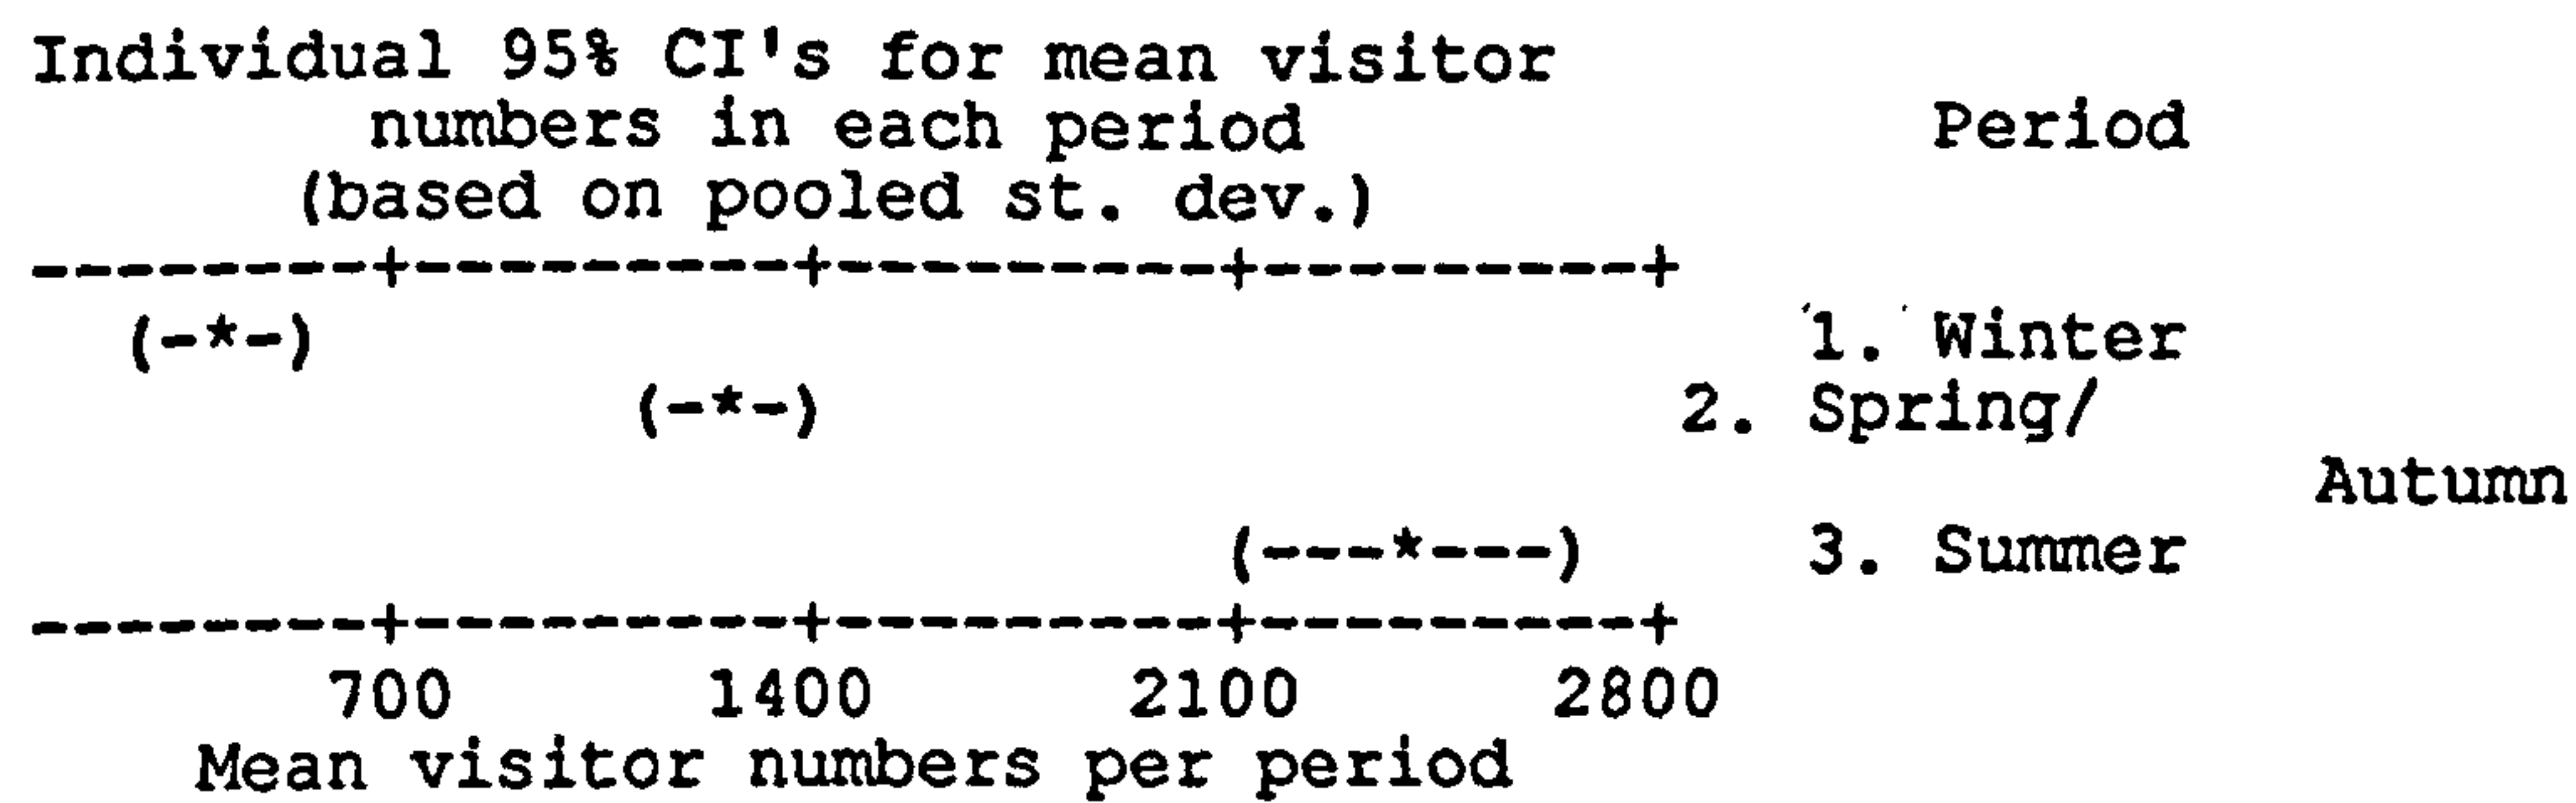 Individual 95% CI's for mean visitor
numbers in each period Period
(based on pooled st. dev.)
--------+---------+---------+---------+
(-*-) 1. Winter
(-*-) 2. Spring/
Autumn
(---*---) 3. Summer
--------+---------+---------+---------+
700 1400 2100 2800
Mean visitor numbers per period